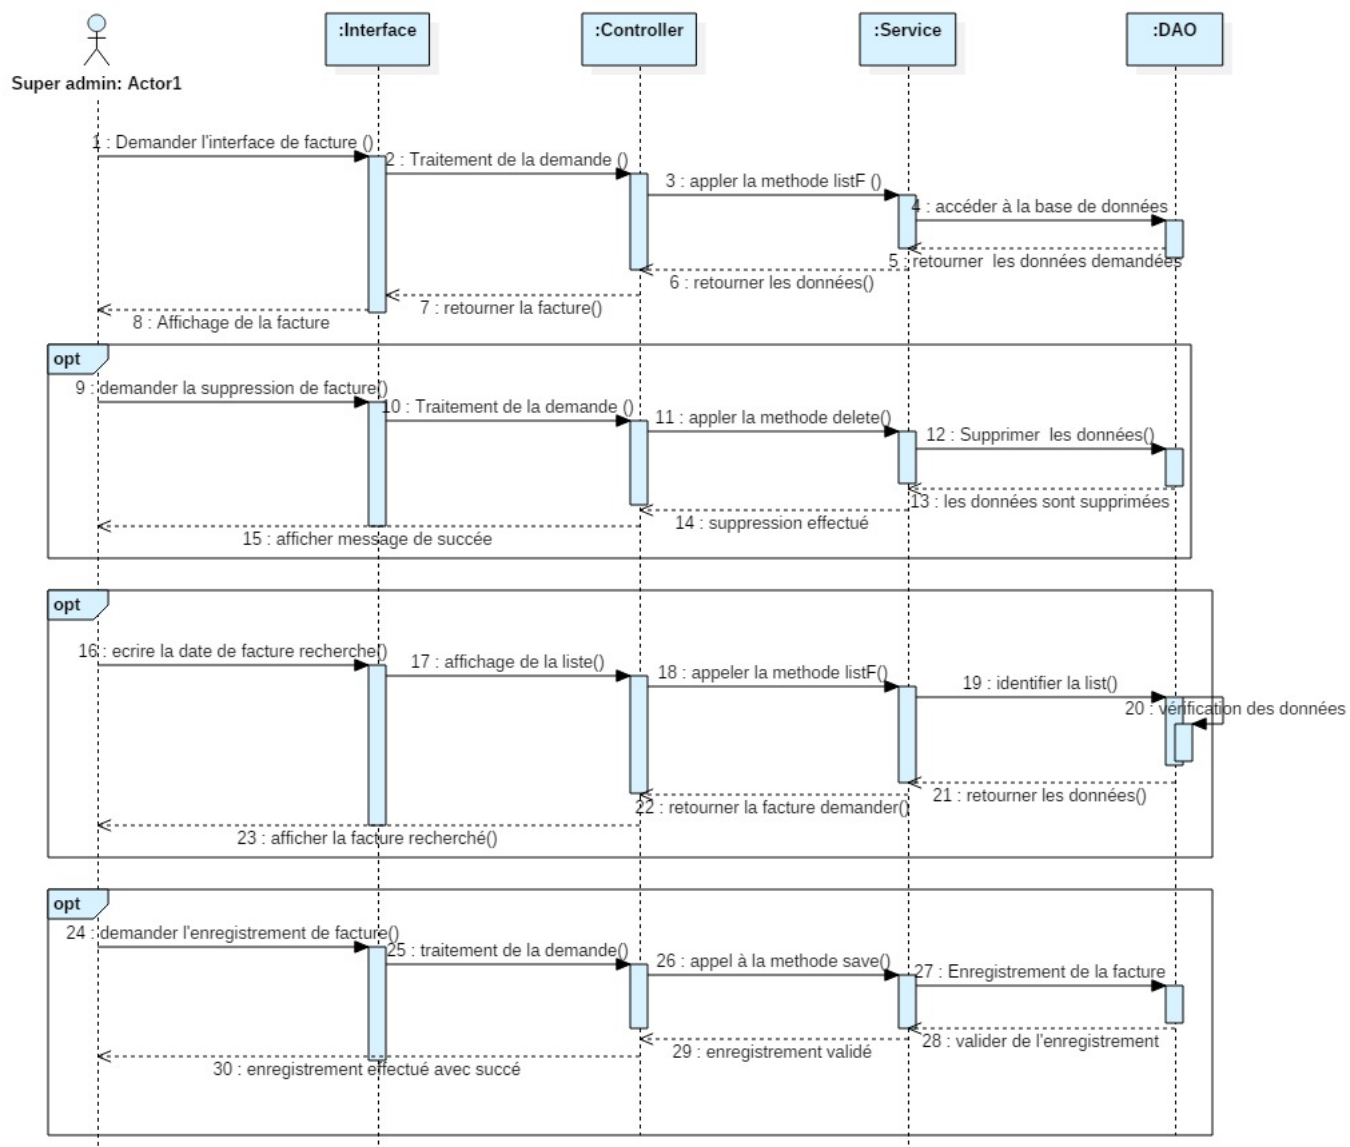 :Interface
:Controller
:Service
:DAO
Super admin: Actor1
1 : Demander l'interface de facture ()
2 : Traitement de la demande ()
3 : appler la methode listF ()
4 : accéder à la base de données
5 : retourner les données demandées
6 : retourner les données()
7 : retourner la facture()
8 : Affichage de la facture
opt
9 : demander la suppression de facture()
10 : Traitement de la demande ()
11 : appler la methode delete()
12 : Supprimer les données()
13 : les données sont supprimées
14 : suppression effectué
15 : afficher message de succée
opt
16 : ecrire la date de facture recherche()
17 : affichage de la liste()
18 : appeler la methode listF()
19 : identifier la list()
20 : vérification des données
21 : retourner les données()
22 : retourner la facture demander()
23 : afficher la facture recherché()
opt
24 : demander l'enregistrement de facture()
25 : traitement de la demande()
26 : appel à la methode save()
27 : Enregistrement de la facture
28 : valider de l'enregistrement
29 : enregistrement validé
30 : enregistrement effectué avec succé